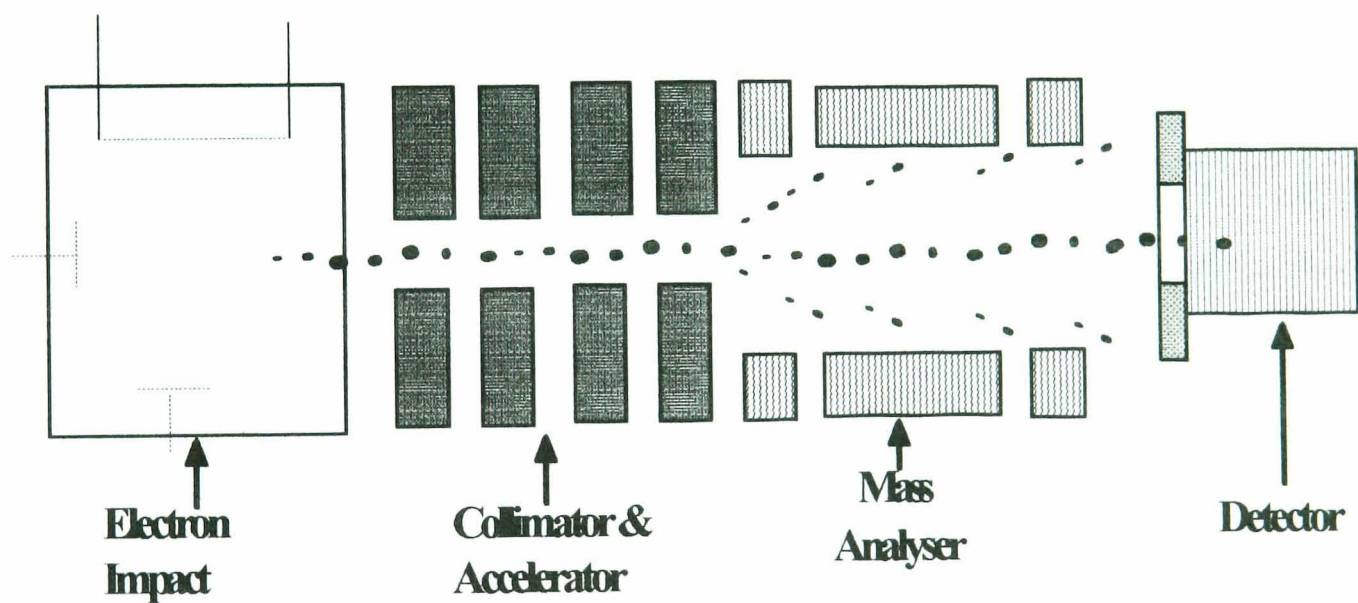 Electron
Impact
Collimator &
Accelerator
Mass
Analyser
Detector